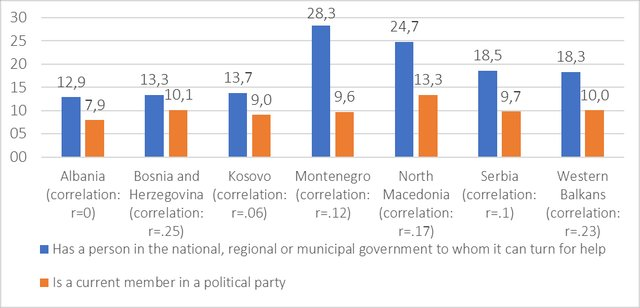 30
25
20
15
10
05
00
12,9
7,9
13,3
10,1
13,7
9,0
28,3
9,6
24,7
13,3
18,5
9,7
18,3
10,0
Albania
(correlation:
r=0)
Bosnia and
Herzegovina
(correlation:
r=.25)
Kosovo
(correlation:
r=.06)
Montenegro
(correlation:
r=.12)
North
Macedonia
(correlation:
r=.17)
Serbia
(correlation:
r=.1)
Western
Balkans
(correlation:
r=.23)
Has a person in the national, regional or municipal government to whom it can turn for help
Is a current member in a political party